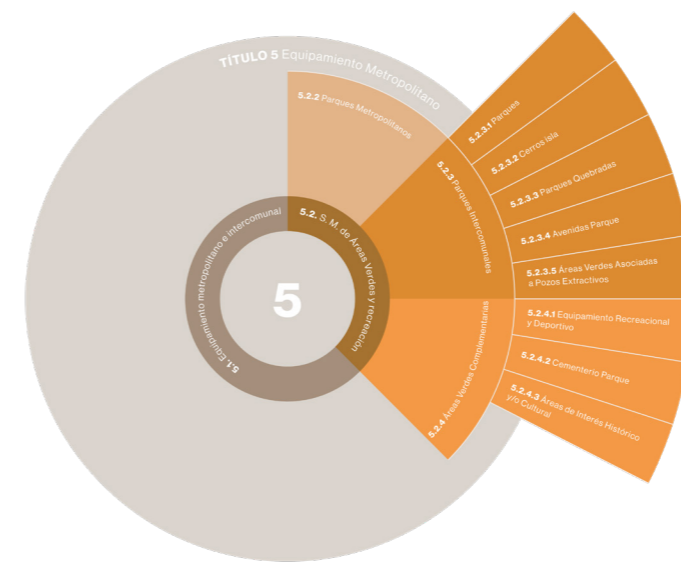 TÍTULO 5 Equipamiento Metropolitano
5.2.2 Parques Metropolitanos
5.2.3 Parques Intercomunales
5.2.3.1 Parques
5.2.3.2 Cerros isla
5.2.3.3 Parques Quebradas
5.2.3.4 Avenidas Parque
5.2.3.5 Áreas Verdes Asociadas
a Pozos Extractivos
5.1. Equipamiento metropolitano e intercomunal
5.2. S. M. de Áreas Verdes y recreación
5
5.2.4 Áreas Verdes Complementarias
5.2.4.1 Equipamiento Recreacional
y Deportivo
5.2.4.2 Cementerio Parque
5.2.4.3 Áreas de Interés Histórico
y/o Cultural